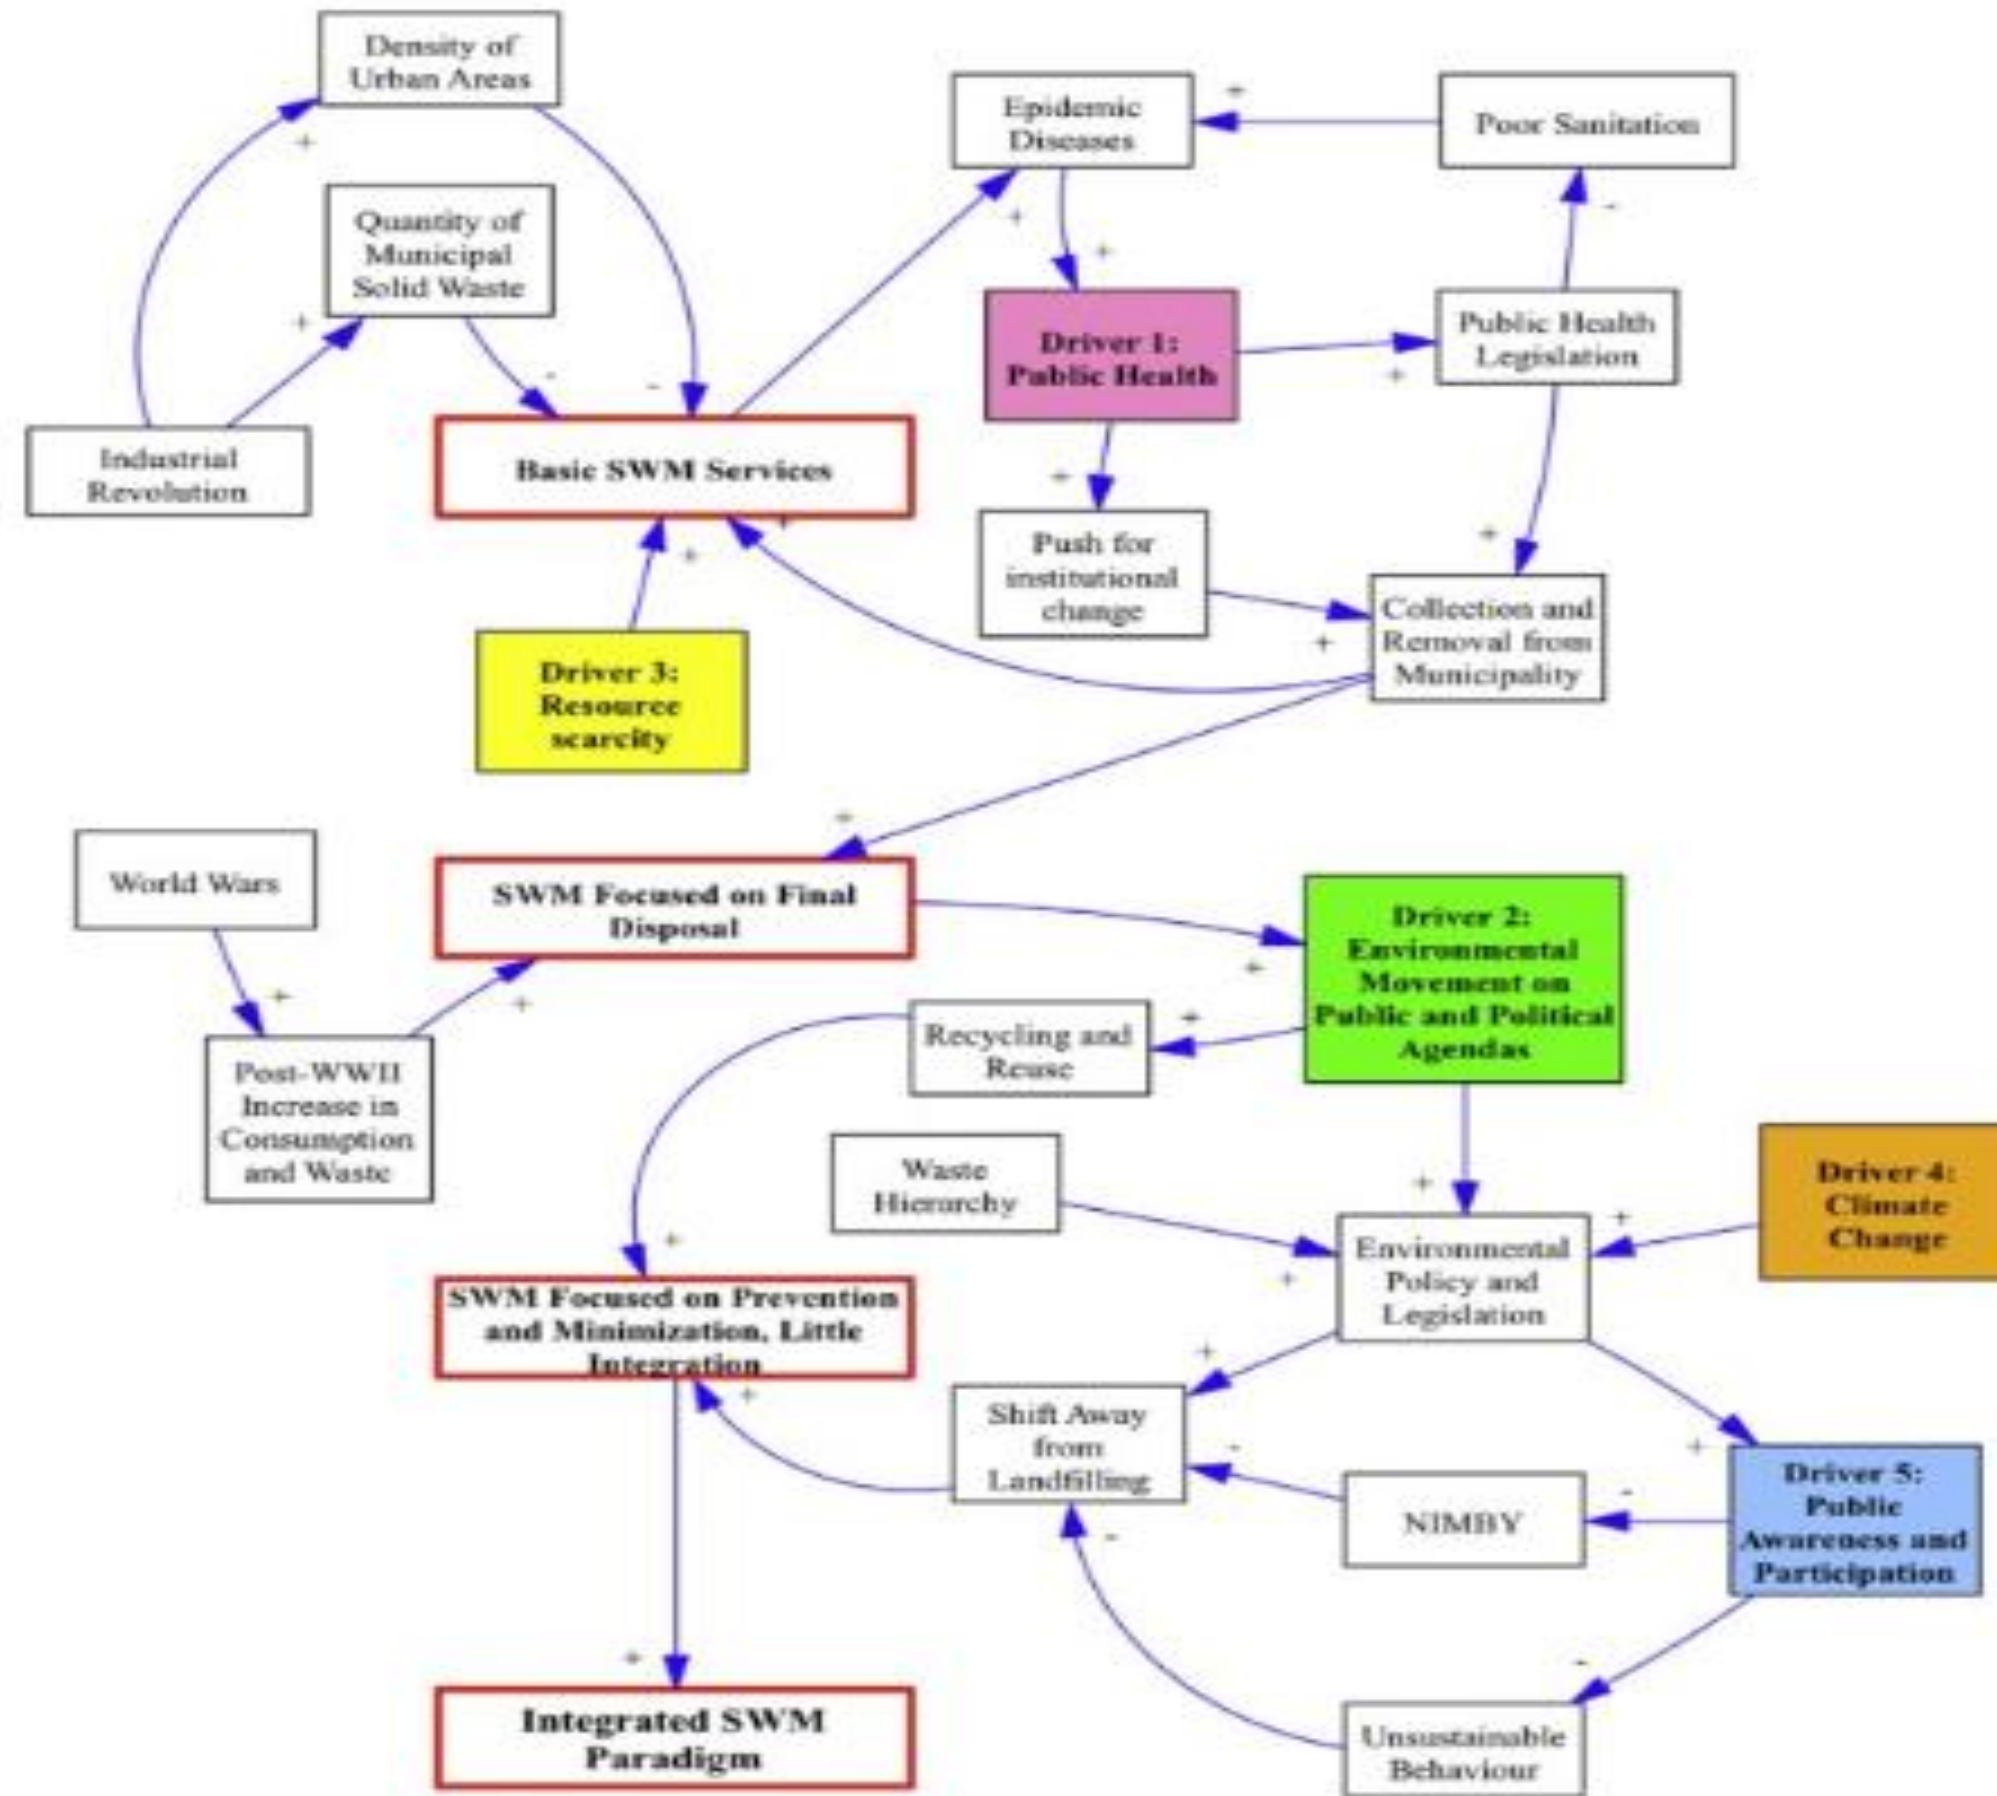 Density of
Urban Areas
Epidemic
Diseases
Poor Sanitation
Quantity of
Municipal
Solid Waste
Driver 1:
Public Health
Public Health
Legislation
Industrial
Revolution
Basic SWM Services
Push for
institutional
change
Collection and
Removal from
Municipality
Driver 3:
Resource
scarcity
World Wars
SWM Focused on Final
Disposal
Driver 2:
Environmental
Movement on
Public and Political
Agendas
Recycling and
Reuse
Post-WWII
Increase in
Consumption
and Waste
Waste
Hierarchy
Driver 4:
Climate
Change
Environmental
Policy and
Legislation
SWM Focused on Prevention
and Minimization, Little
Integration
Shift Away
from
Landfilling
NIMBY
Driver 5:
Public
Awareness and
Participation
Integrated SWM
Paradigm
Unsustainable
Behaviour